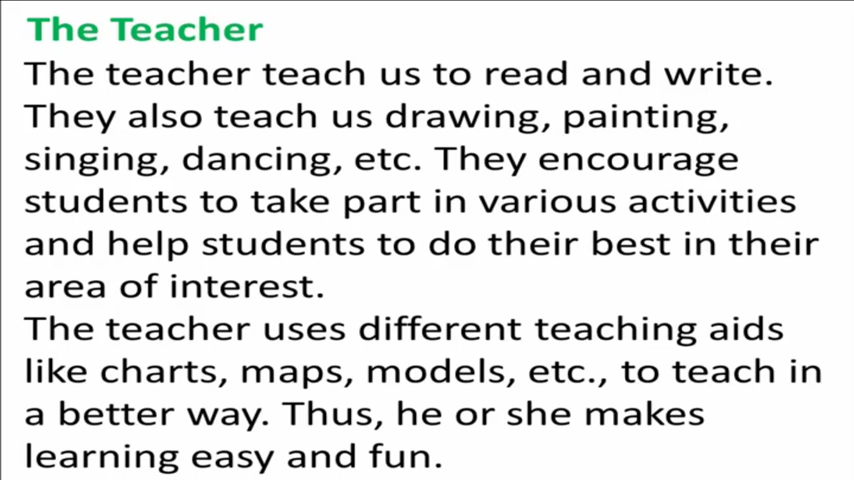 The Teacher
The teacher teach us to read and write.
They also teach us drawing, painting,
singing, dancing, etc. They encourage
students to take part in various activities
and help students to do their best in their
area of interest.
The teacher uses different teaching aids
like charts, maps, models, etc., to teach in
a better way. Thus, he or she makes
learning easy and fun.